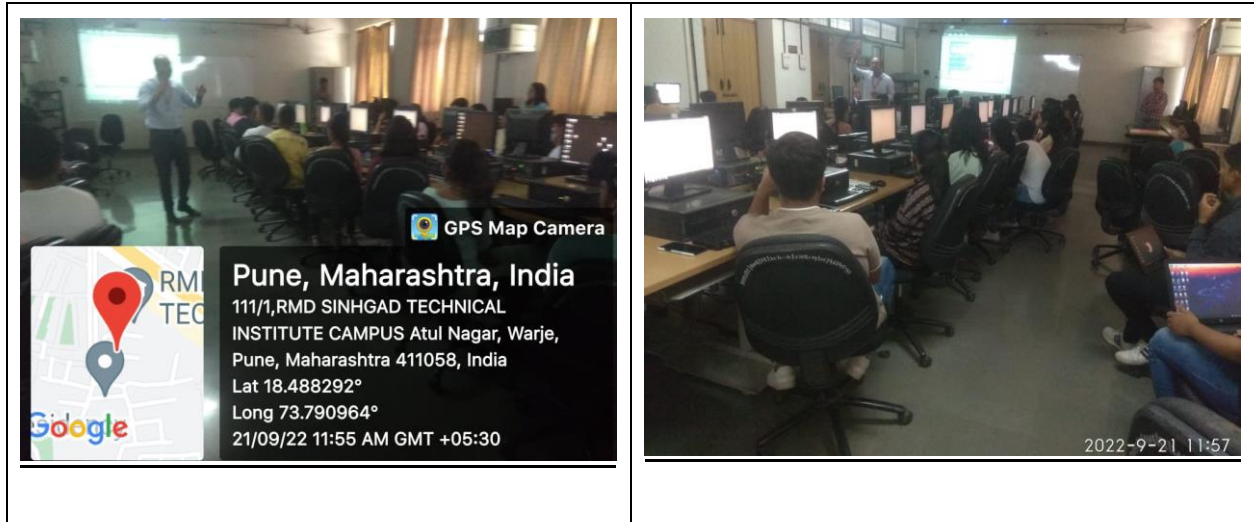 GPS Map Camera
RMD
TEC
Google
Pune, Maharashtra, India
111/1,RMD SINHGAD TECHNICAL
INSTITUTE CAMPUS Atul Nagar, Warje,
Pune, Maharashtra 411058, India
Lat 18.488292°
Long 73.790964°
21/09/22 11:55 AM GMT +05:30
2022-9-21 11:57